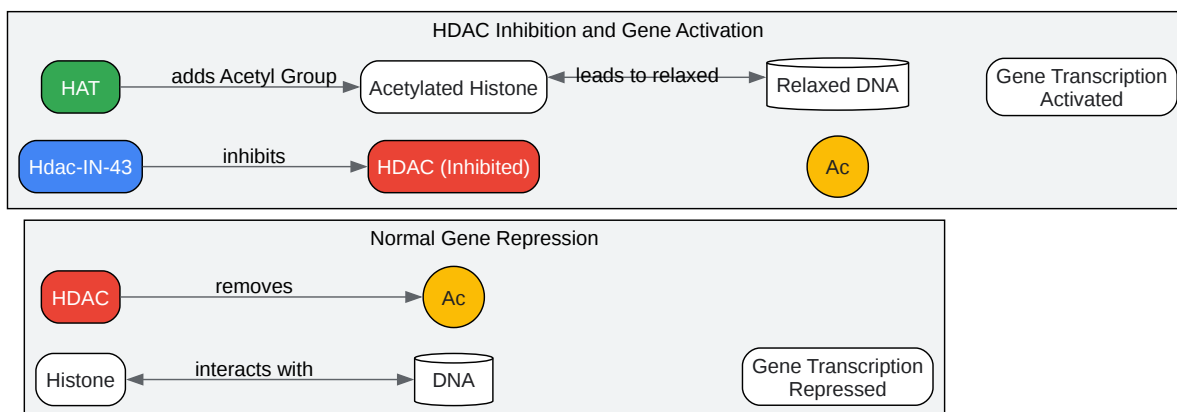 HDAC Inhibition and Gene Activation
HAT
adds Acetyl Group
Acetylated Histone
leads to relaxed
Relaxed DNA
Gene Transcription
Activated
Hdac-IN-43
inhibits
HDAC (Inhibited)
Ac
Normal Gene Repression
HDAC
removes
Ac
Histone
interacts with
DNA
Gene Transcription
Repressed